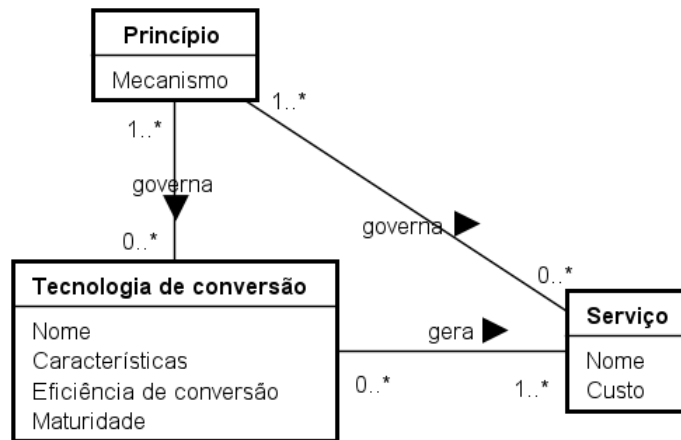 Princípio
Mecanismo
1..*
1..*
governa
governa
0..*
0..*
Tecnologia de conversão
Nome
Características
Eficiência de conversão
Maturidade
gera
0..*
1..*
Serviço
Nome
Custo